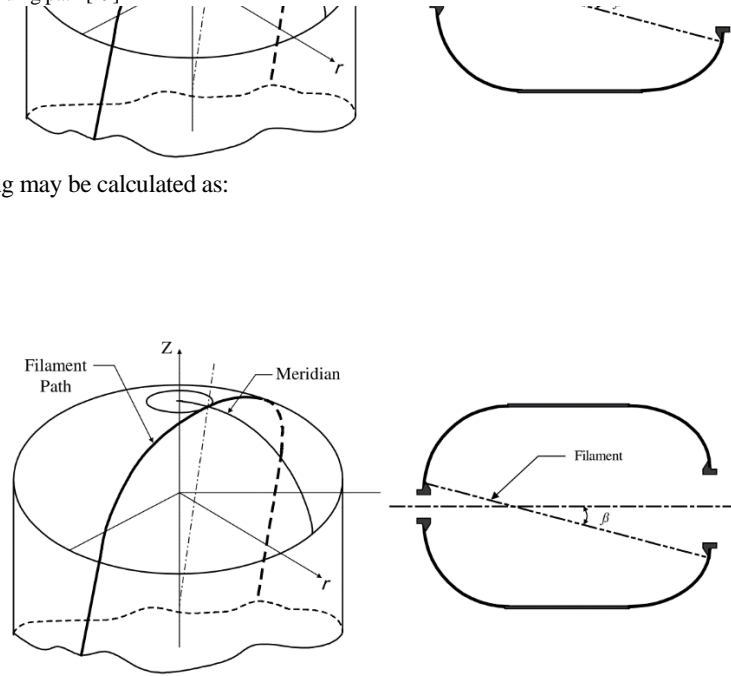 r
g may be calculated as:
Z
Filament
Path
Meridian
Filament
β
r